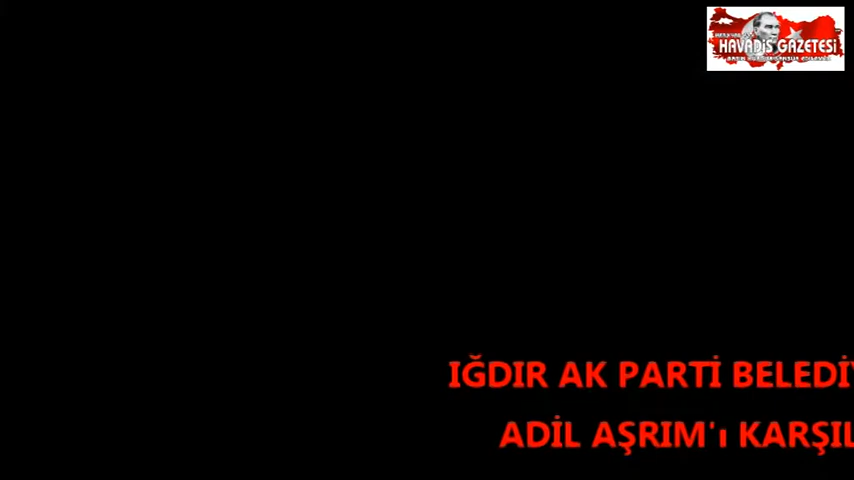 HAVADİS GAZETESİ
IĞDIR AK PARTİ BELEDİY
ADİL AŞRIM'ı KARŞIL